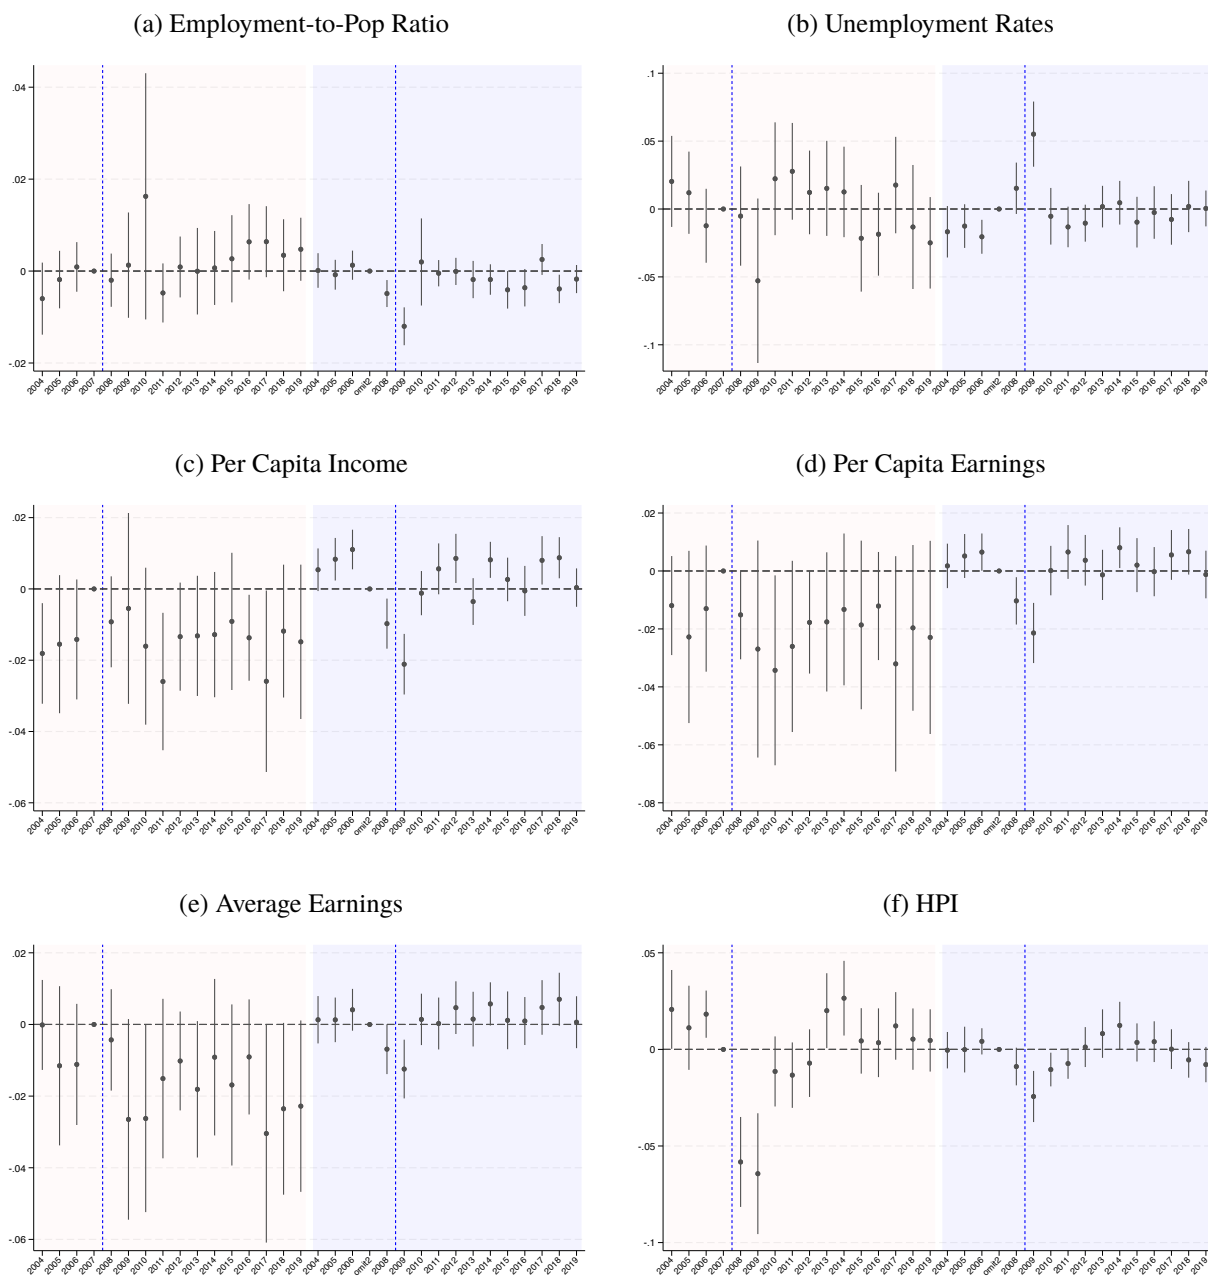 (a) Employment-to-Pop Ratio
.04
.02
0
-.02
2004 2005 2006 2007 2008 2009 2010 2011 2012 2013 2014 2015 2016 2017 2018 2019 2004 2005 2006 omit2 2008 2009 2010 2011 2012 2013 2014 2015 2016 2017 2018 2019
(b) Unemployment Rates
.1
.05
0
-.05
-.1
2004 2005 2006 2007 2008 2009 2010 2011 2012 2013 2014 2015 2016 2017 2018 2019 2004 2005 2006 omit2 2008 2009 2010 2011 2012 2013 2014 2015 2016 2017 2018 2019
(c) Per Capita Income
.02
0
-.02
-.04
-.06
2004 2005 2006 2007 2008 2009 2010 2011 2012 2013 2014 2015 2016 2017 2018 2019 2004 2005 2006 omit2 2008 2009 2010 2011 2012 2013 2014 2015 2016 2017 2018 2019
(d) Per Capita Earnings
.02
0
-.02
-.04
-.06
-.08
2004 2005 2006 2007 2008 2009 2010 2011 2012 2013 2014 2015 2016 2017 2018 2019 2004 2005 2006 omit2 2008 2009 2010 2011 2012 2013 2014 2015 2016 2017 2018 2019
(e) Average Earnings
.02
0
-.02
-.04
-.06
2004 2005 2006 2007 2008 2009 2010 2011 2012 2013 2014 2015 2016 2017 2018 2019 2004 2005 2006 omit2 2008 2009 2010 2011 2012 2013 2014 2015 2016 2017 2018 2019
(f) HPI
.05
0
-.05
-.1
2004 2005 2006 2007 2008 2009 2010 2011 2012 2013 2014 2015 2016 2017 2018 2019 2004 2005 2006 omit2 2008 2009 2010 2011 2012 2013 2014 2015 2016 2017 2018 2019